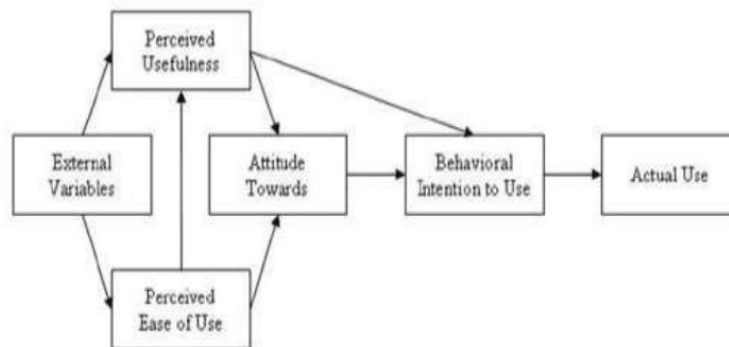 Perceived
Usefulness
External
Variables
Attitude
Towards
Behavioral
Intention to Use
Actual Use
Perceived
Ease of Use